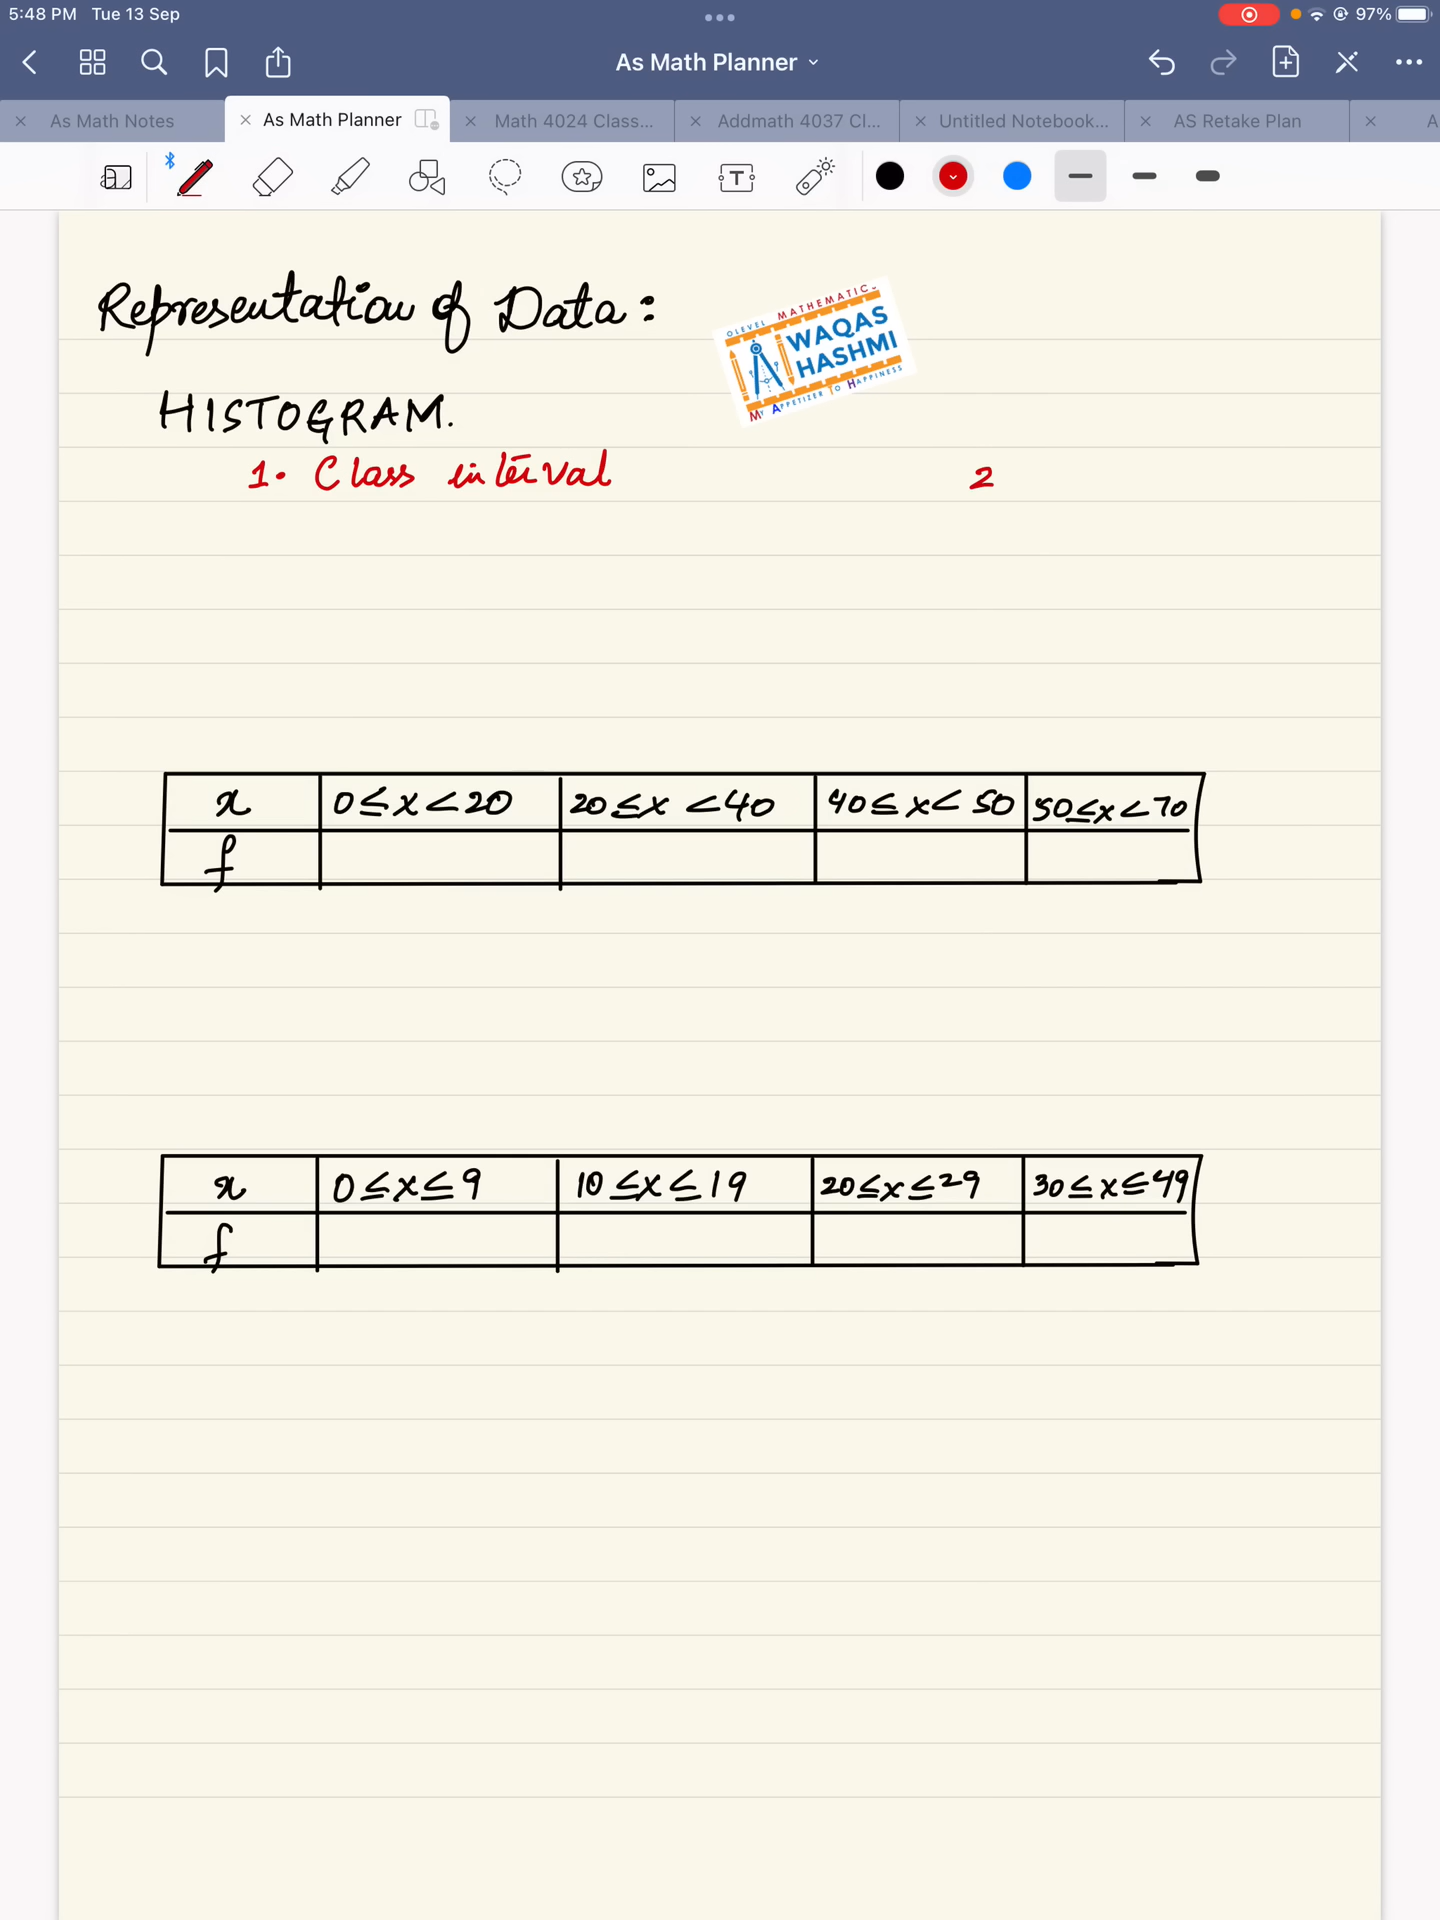 5:48 PM Tue 13 Sep 97%
As Math Planner
As Math Notes As Math Planner Math 4024 Class... Addmath 4037 Cl... Untitled Notebook... AS Retake Plan A
Representation of Data:
OLEVEL MATHEMATICS
WAQAS
HASHMI
MY APPETIZER TO HAPPINESS
HISTOGRAM.
1. Class interval 2
x 0≤x<20 20≤x<40 40≤x<50 50≤x<70
f
x 0≤x≤9 10≤x≤19 20≤x≤29 30≤x≤49
f